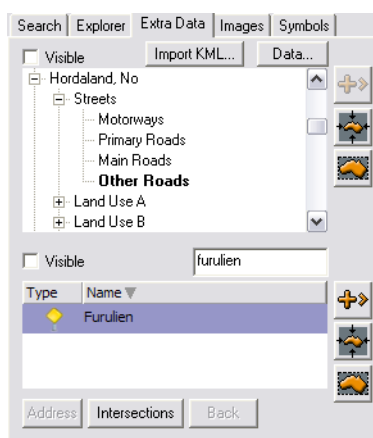 Search Explorer Extra Data Images Symbols
Visible Import KML... Data...
Hordaland, No
Streets
Motorways
Primary Roads
Main Roads
Other Roads
Land Use A
Land Use B
Visible furulien
Type Name
Furulien
Address Intersections Back